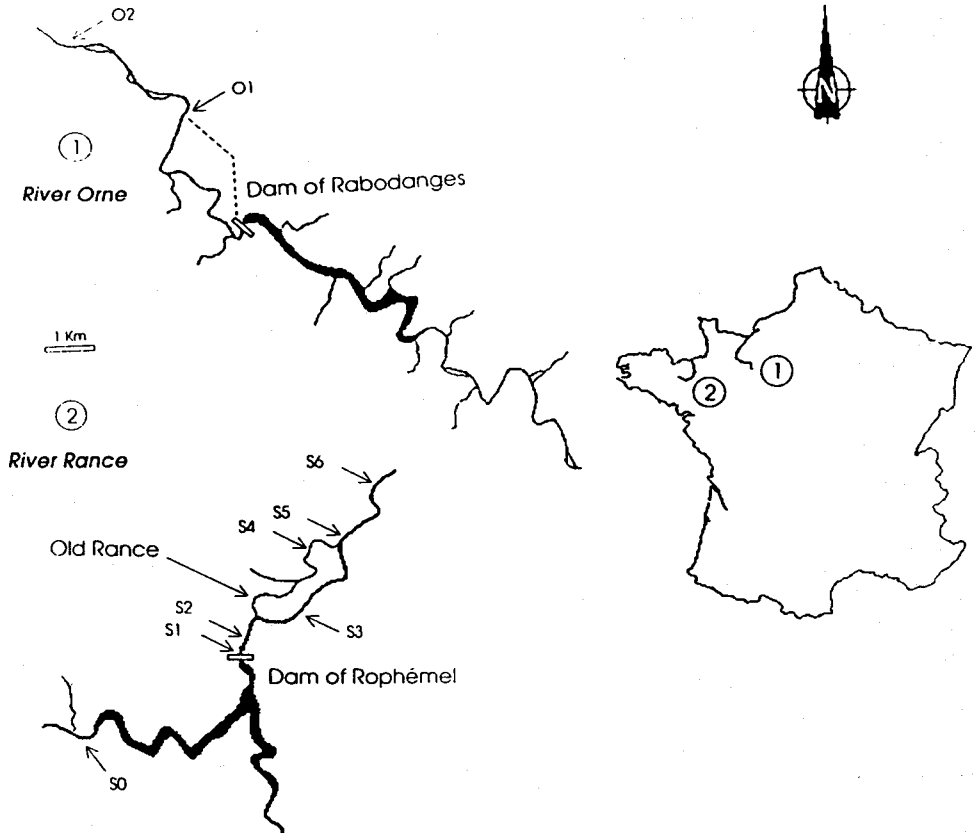 O2
O1
N
1
River Orne
Dam of Rabodanges
1 Km
2
River Rance
1
2
S6
S5
S4
Old Rance
S2
S1
S3
Dam of Rophémel
S0